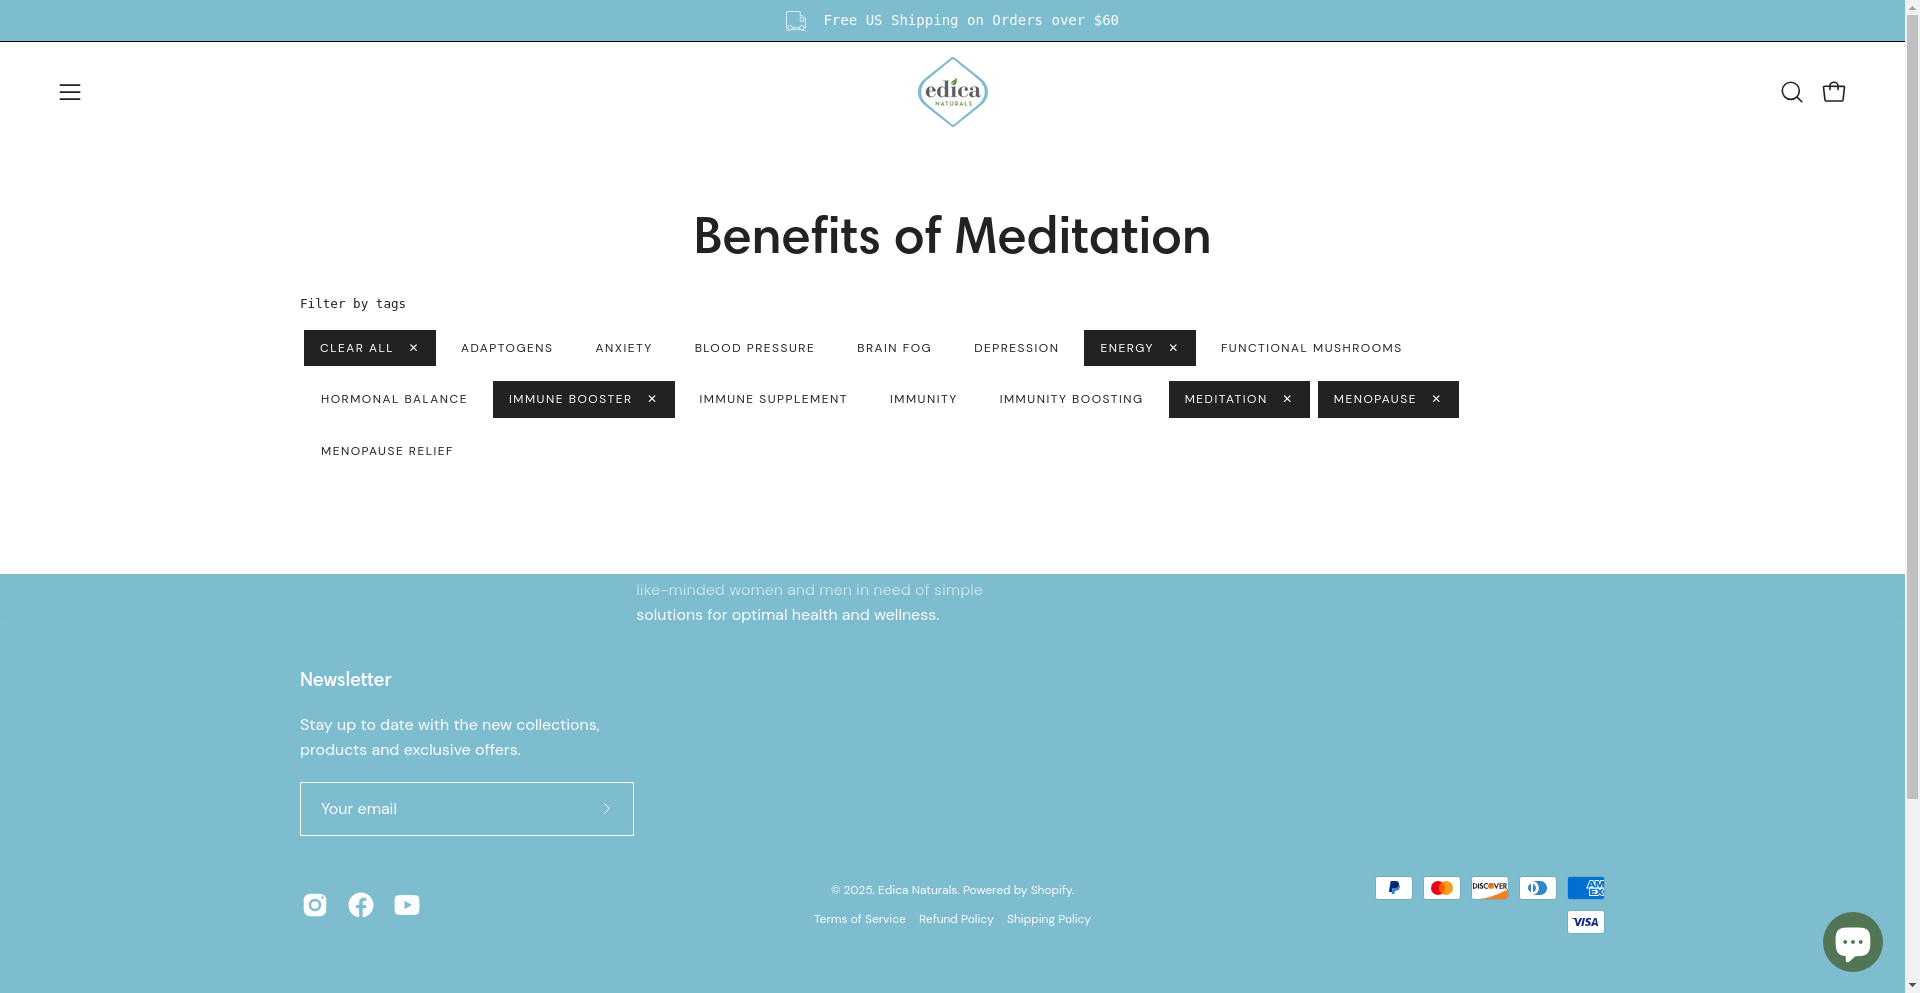 Free US Shipping on Orders over $60
edica
NATURALS
Benefits of Meditation
Filter by tags
CLEAR ALL ✕ ADAPTOGENS ANXIETY BLOOD PRESSURE BRAIN FOG DEPRESSION ENERGY ✕ FUNCTIONAL MUSHROOMS
HORMONAL BALANCE IMMUNE BOOSTER ✕ IMMUNE SUPPLEMENT IMMUNITY IMMUNITY BOOSTING MEDITATION ✕ MENOPAUSE ✕
MENOPAUSE RELIEF
like-minded women and men in need of simple
solutions for optimal health and wellness.
Newsletter
Stay up to date with the new collections,
products and exclusive offers.
Your email
© 2025, Edica Naturals. Powered by Shopify.
Terms of Service Refund Policy Shipping Policy
DISCOVER
AM
EX
VISA